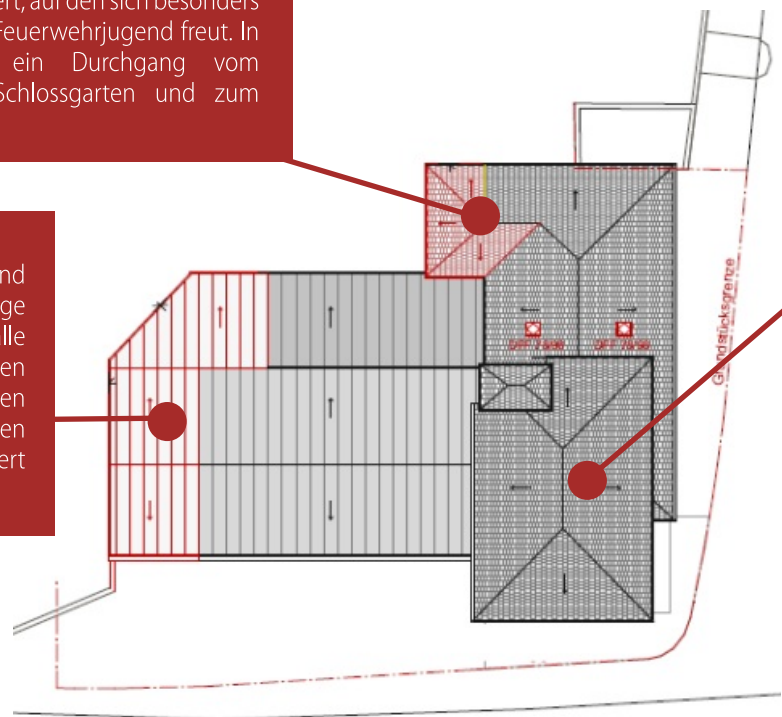 ert, auf den sich besonders
Feuerwehrjugend freut. In
ein Durchgang vom
Schlossgarten und zum
nd
ge
alle
en
en
en
ert
Grundstücksgrenze